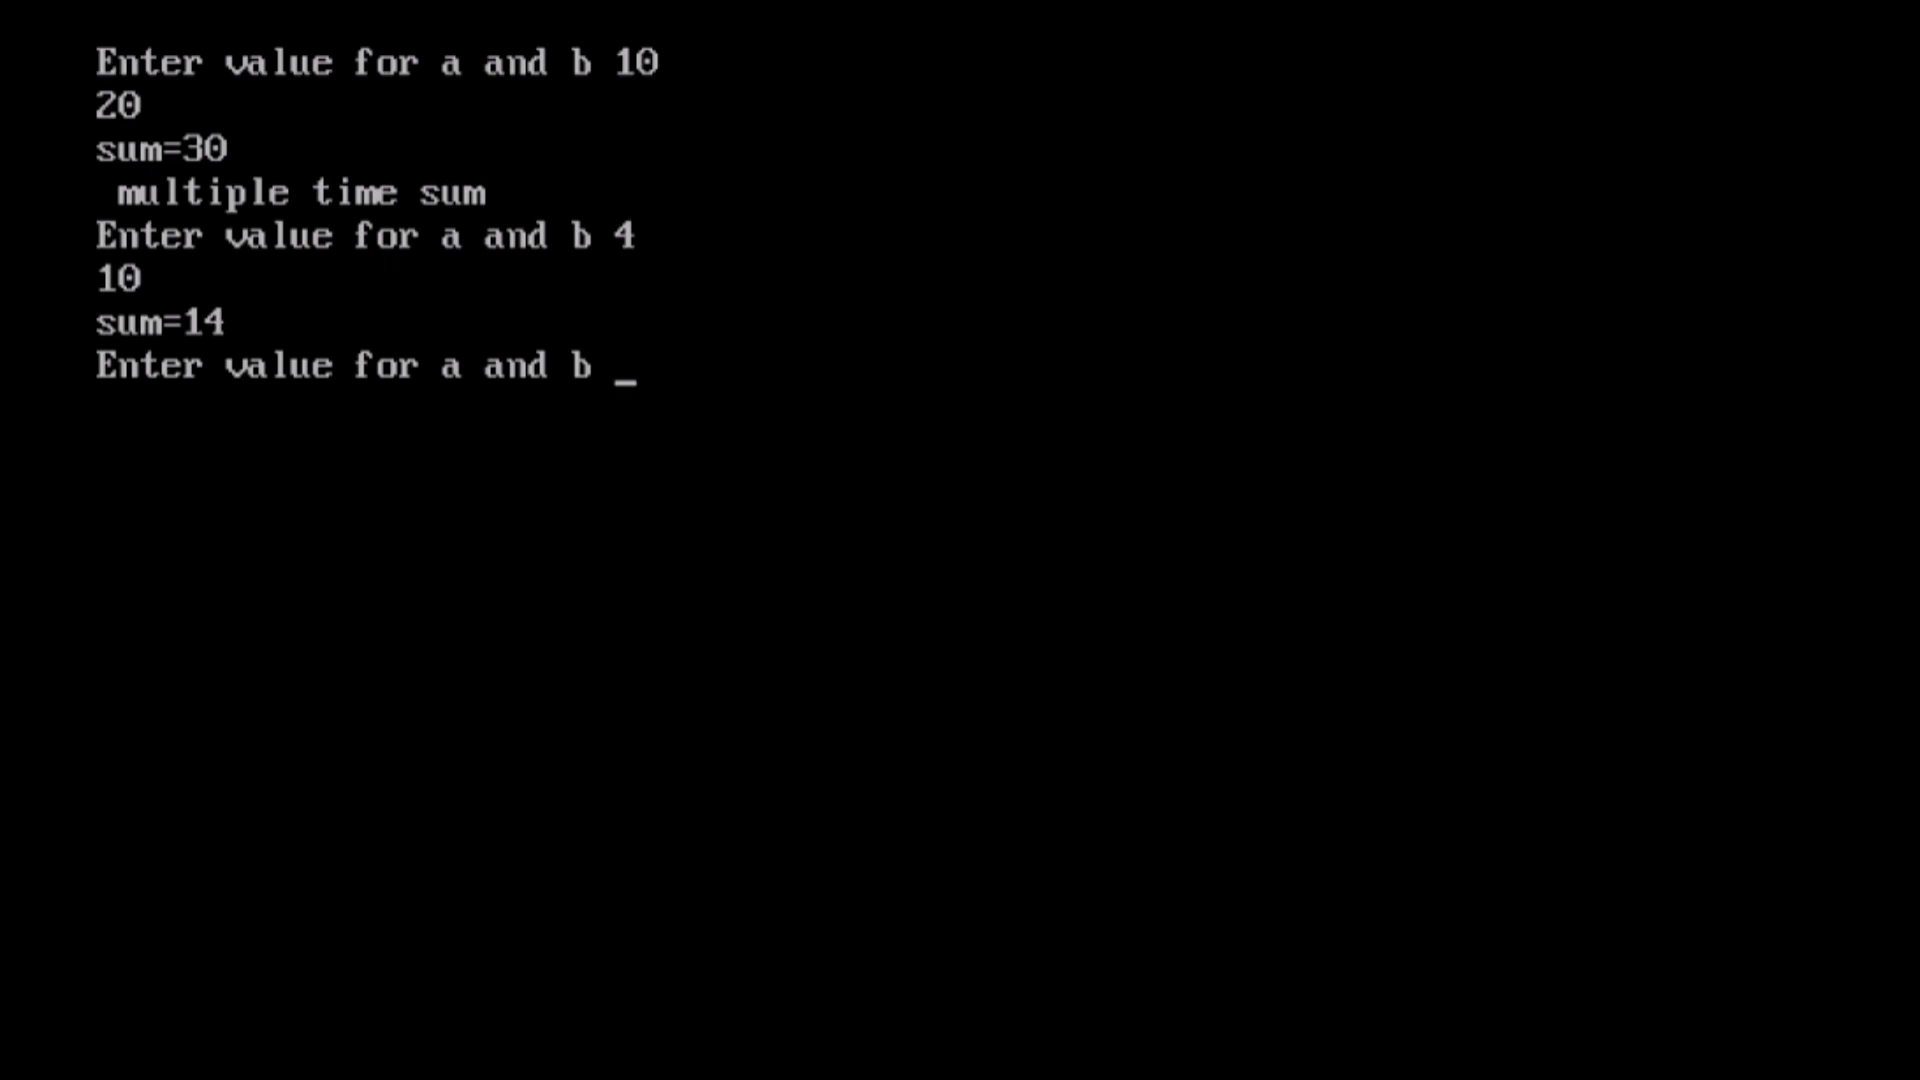 Enter value for a and b 10
20
sum=30
 multiple time sum
Enter value for a and b 4
10
sum=14
Enter value for a and b _